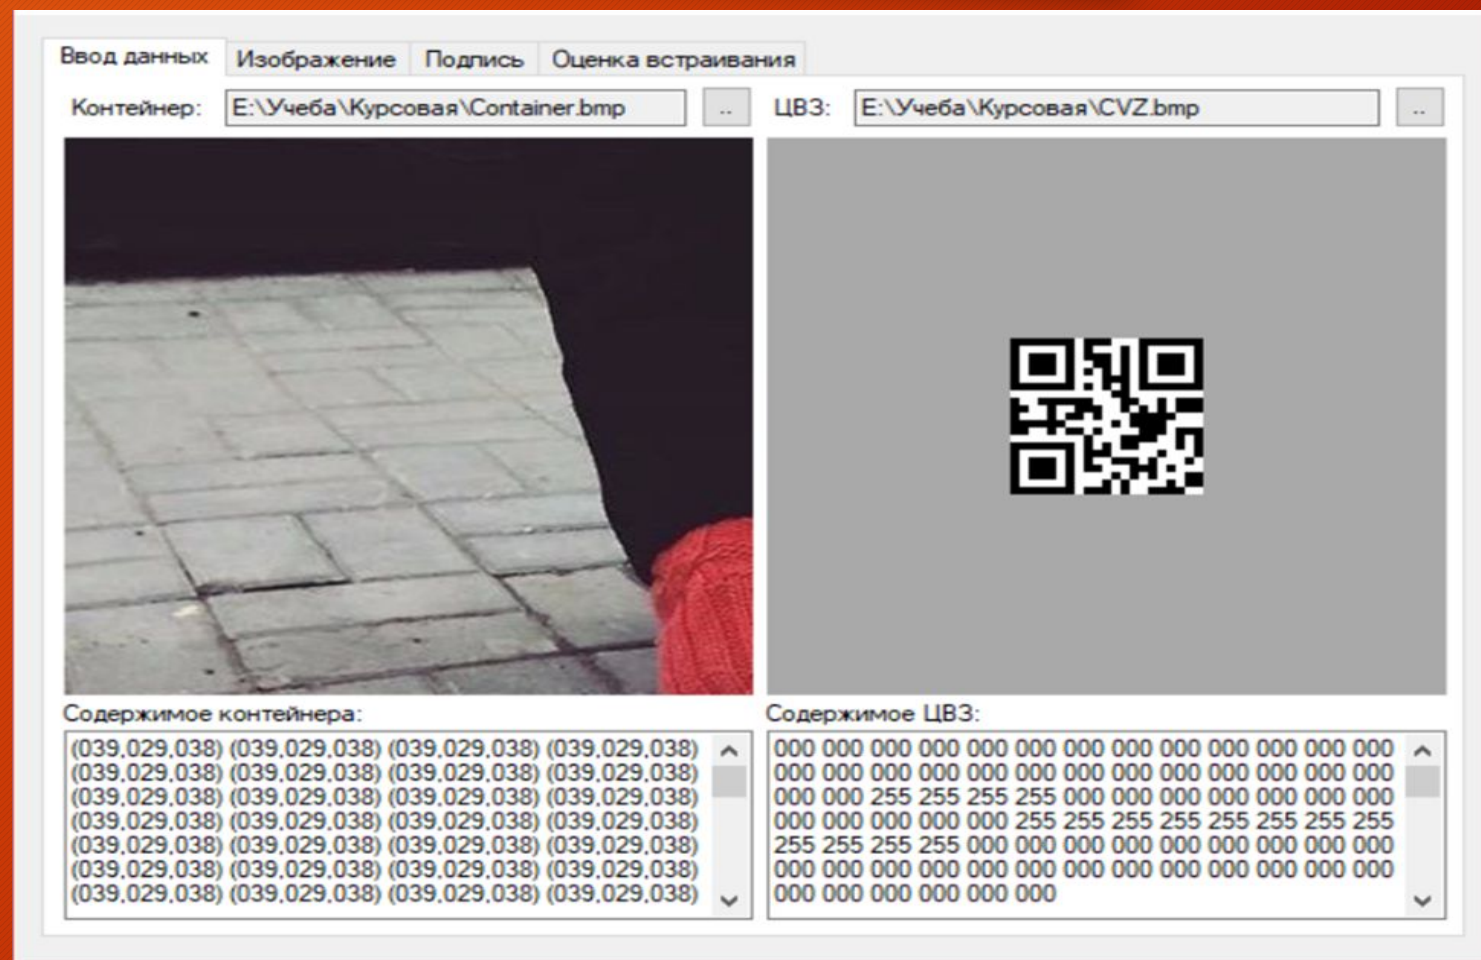 Ввод данных Изображение Подпись Оценка встраивания
Контейнер: E:\Учеба\Курсовая\Container.bmp .. ЦВЗ: E:\Учеба\Курсовая\CVZ.bmp ..
Содержимое контейнера:
(039,029,038) (039,029,038) (039,029,038) (039,029,038)
(039,029,038) (039,029,038) (039,029,038) (039,029,038)
(039,029,038) (039,029,038) (039,029,038) (039,029,038)
(039,029,038) (039,029,038) (039,029,038) (039,029,038)
(039,029,038) (039,029,038) (039,029,038) (039,029,038)
(039,029,038) (039,029,038) (039,029,038) (039,029,038)
(039,029,038) (039,029,038) (039,029,038) (039,029,038)
Содержимое ЦВЗ:
000 000 000 000 000 000 000 000 000 000 000 000 000
000 000 000 000 000 000 000 000 000 000 000 000 000
000 000 255 255 255 255 000 000 000 000 000 000 000
000 000 000 000 000 255 255 255 255 255 255 255 255
255 255 255 255 000 000 000 000 000 000 000 000 000
000 000 000 000 000 000 000 000 000 000 000 000 000
000 000 000 000 000 000